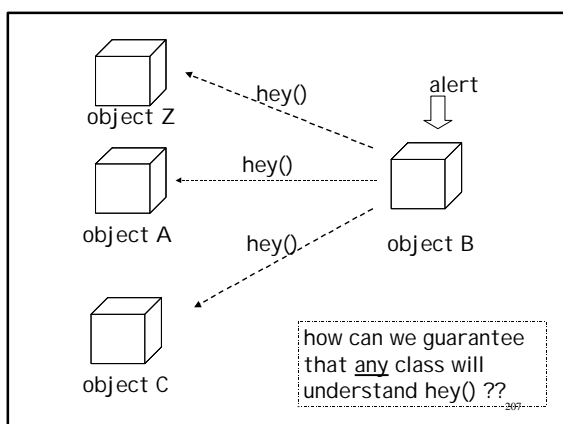 hey()
alert
object Z
hey()
object A
object B
hey()
object C
how can we guarantee
that any class will
understand hey() ??
207